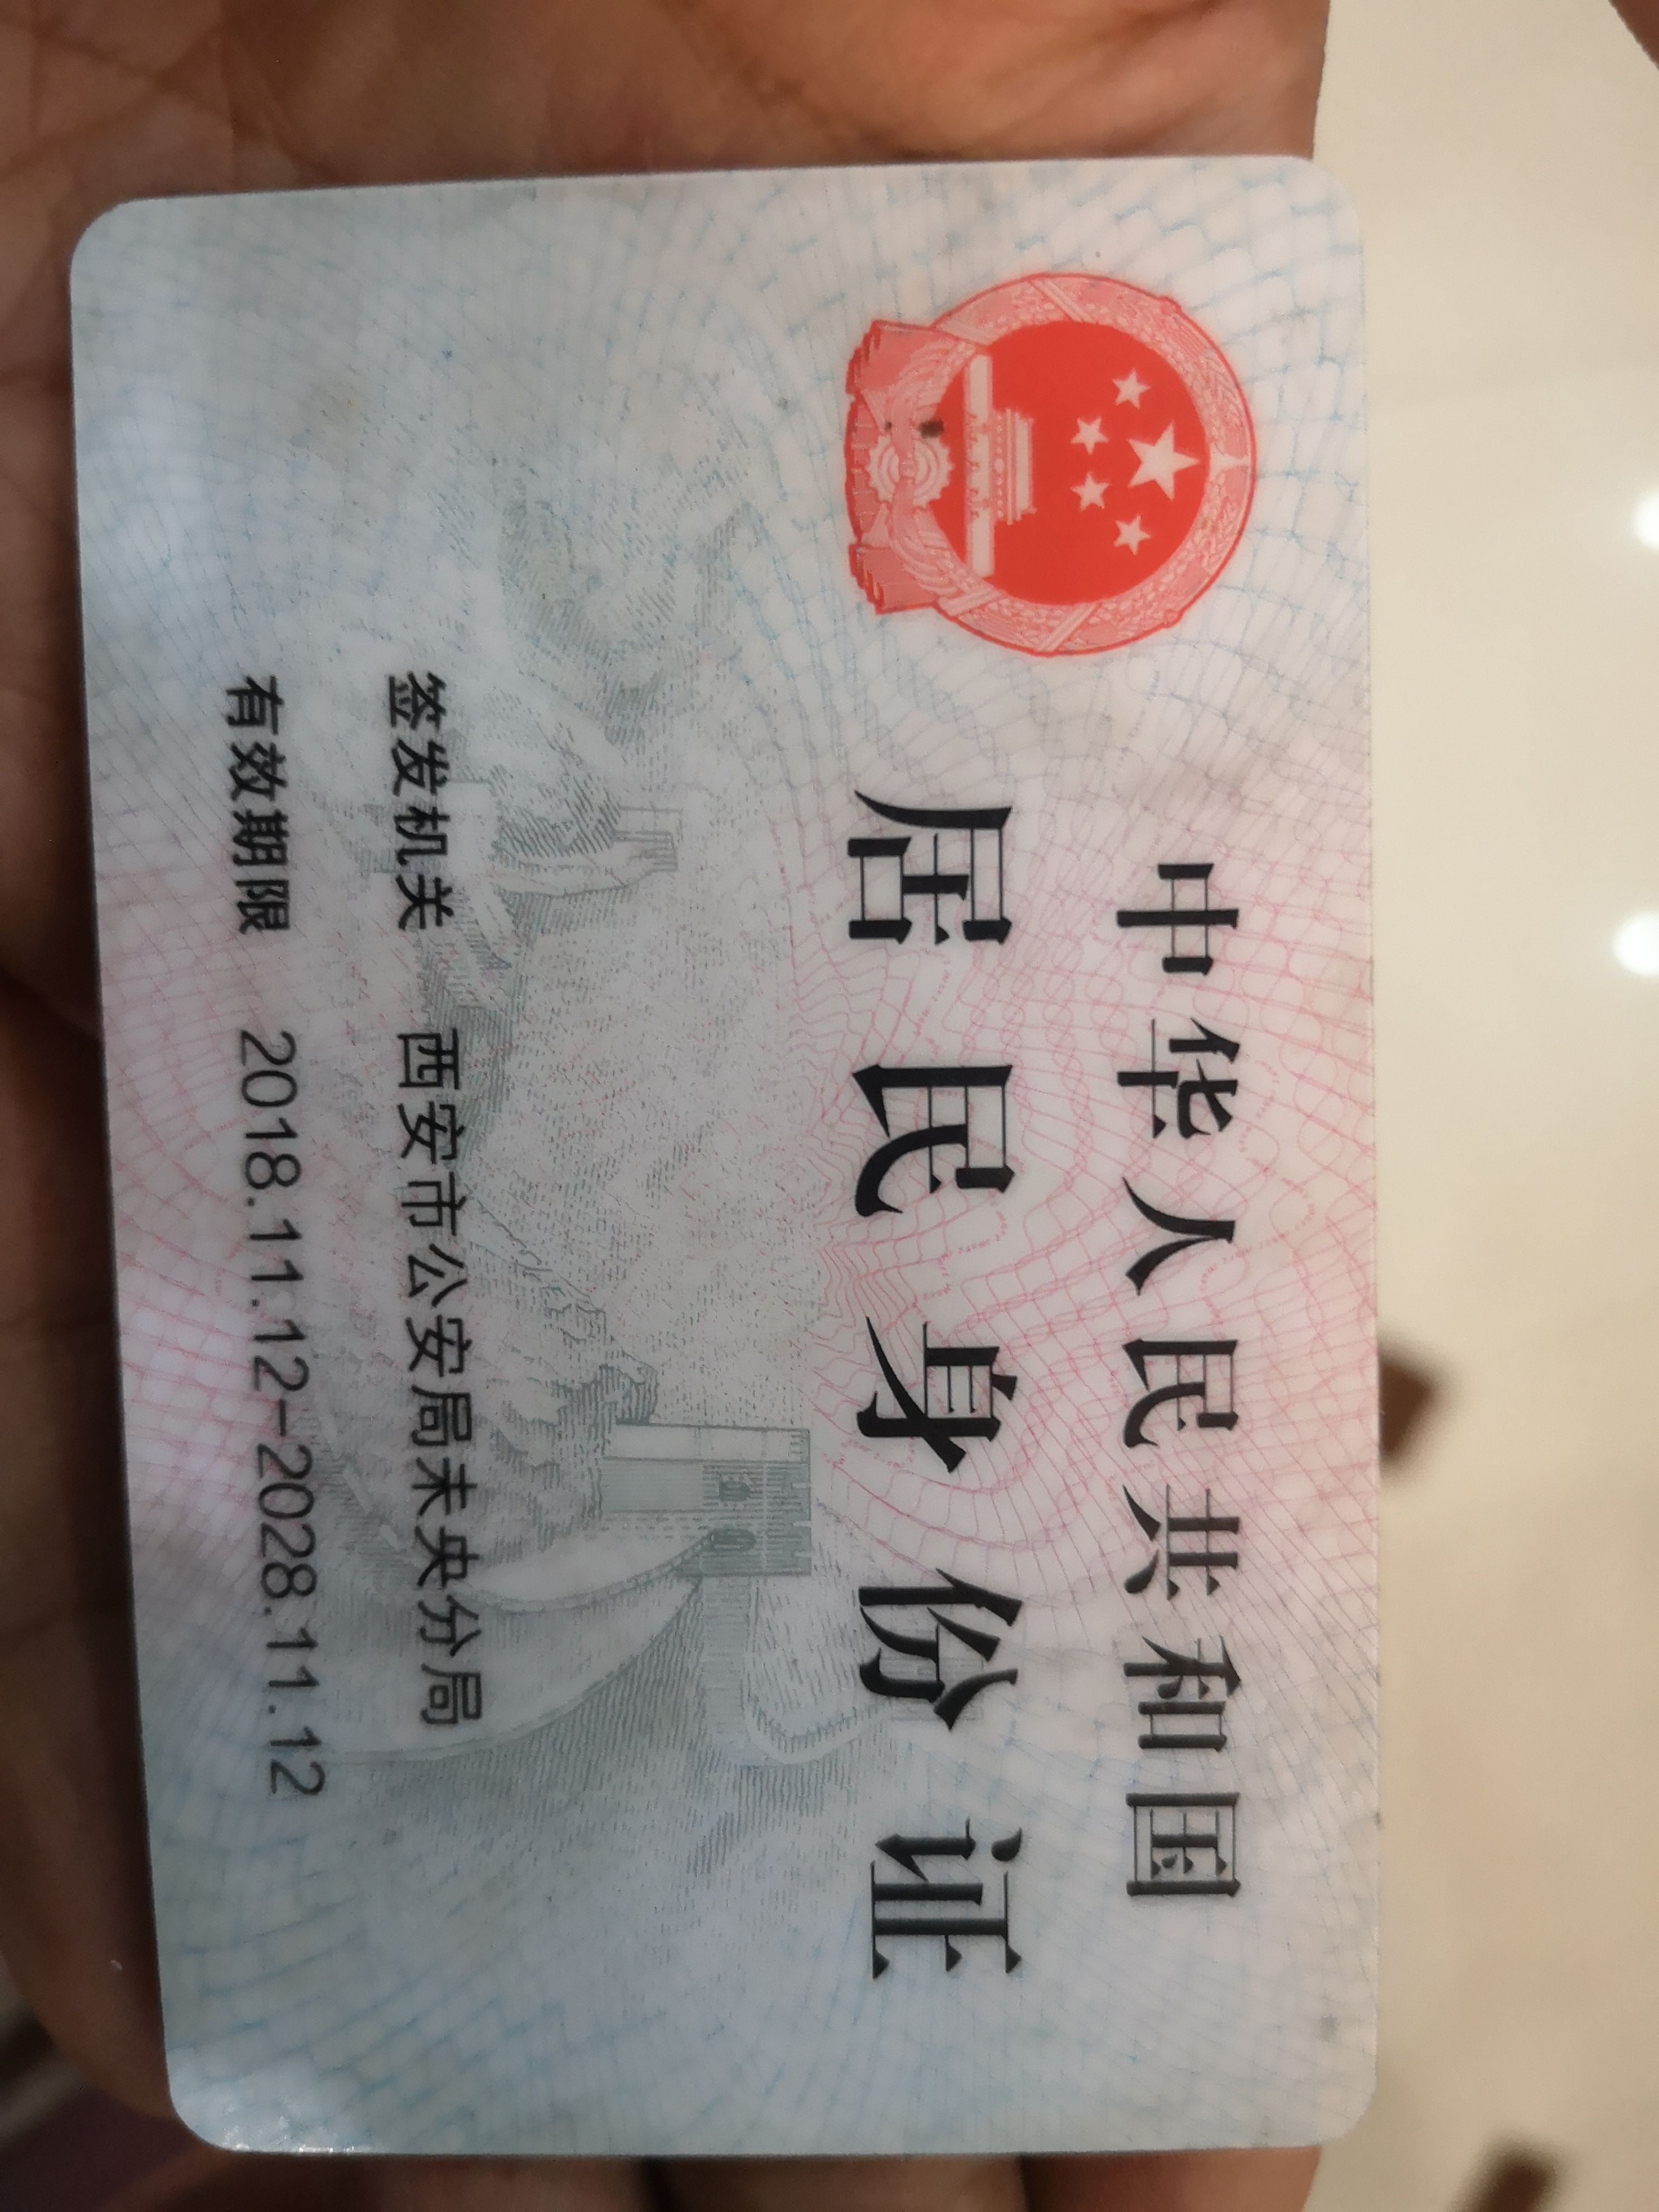 中华人民共和国
居民身份证
签发机关 西安市公安局未央分局
有效期限 2018.11.12-2028.11.12